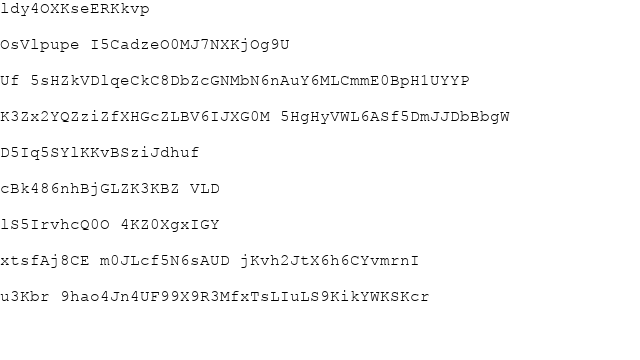 ldy4OXKseERKkvp
OsVlpupe I5CadzeO0MJ7NXKjOg9U
Uf 5sHZkVDlqeCkC8DbZcGNMbN6nAuY6MLCmmE0BpH1UYYP
K3Zx2YQZziZfXHGcZLBV6IJXG0M 5HgHyVWL6ASf5DmJJDbBbgW
D5Iq5SYlKKvBSziJdhuf
cBk486nhBjGLZK3KBZ VLD
lS5IrvhcQ0O 4KZ0XgxIGY
xtsfAj8CE m0JLcf5N6sAUD jKvh2JtX6h6CYvmrnI
u3Kbr 9hao4Jn4UF99X9R3MfxTsLIuLS9KikYWKSKcr